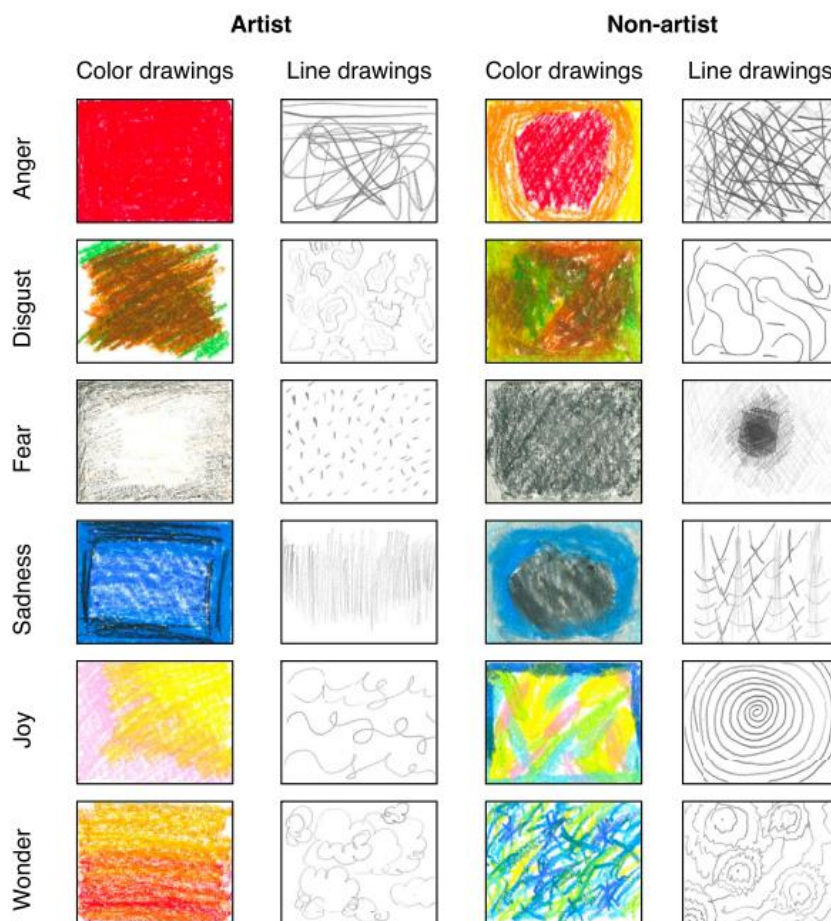 Artist Non-artist
Color drawings Line drawings Color drawings Line drawings
Anger
Disgust
Fear
Sadness
Joy
Wonder